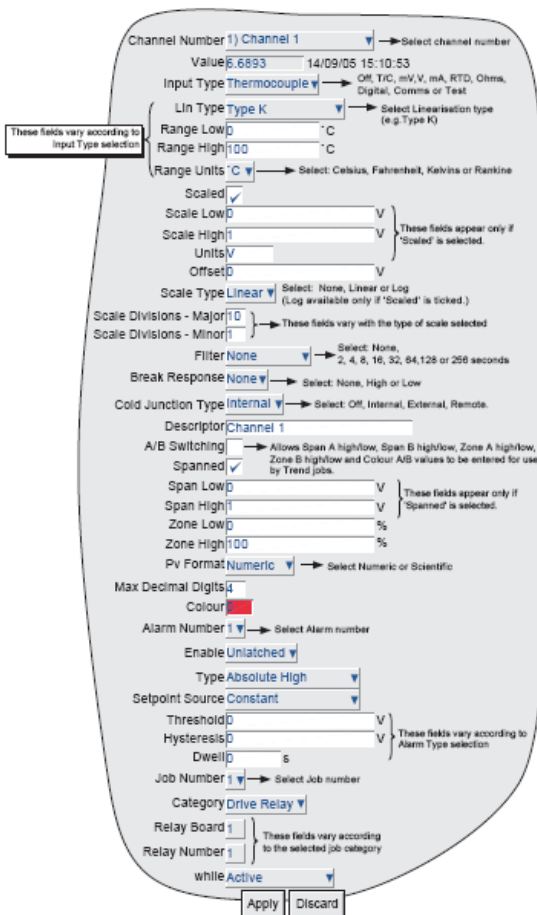 Channel Number 1) Channel 1 Select channel number
Value 6.6893 14/09/05 15:10:53
Input Type Thermocouple Off, T/C, mV,V, mA, RTD, Ohms,
Digital, Comms or Test
Lin Type Type K Select Linearisation type
(e.g.Type K)
These fields vary according to
Input Type selection
Range Low 0 °C
Range High 100 °C
Range Units °C Select: Celsius, Fahrenheit, Kelvins or Rankine
Scaled
Scale Low 0 V
Scale High 1 V
These fields appear only if
'Scaled' is selected.
Units V
Offset 0 V
Scale Type Linear Select: None, Linear or Log
(Log available only if 'Scaled' is ticked.)
Scale Divisions - Major 10
Scale Divisions - Minor 1
These fields vary with the type of scale selected
Filter None Select: None,
2, 4, 8, 16, 32, 64,128 or 256 seconds
Break Response None Select: None, High or Low
Cold Junction Type Internal Select: Off, Internal, External, Remote.
Descriptor Channel 1
A/B Switching Allows Span A high/low, Span B high/low, Zone A high/low,
Zone B high/low and Colour A/B values to be entered for use
by Trend jobs.
Spanned
Span Low 0 V
Span High 1 V
These fields appear only if
'Spanned' is selected.
Zone Low 0 %
Zone High 100 %
Pv Format Numeric Select Numeric or Scientific
Max Decimal Digits 4
Colour
Alarm Number 1 Select Alarm number
Enable Unlatched
Type Absolute High
Setpoint Source Constant
Threshold 0 V
Hysteresis 0 V
Dwell 0 s
These fields vary according to
Alarm Type selection
Job Number 1 Select Job number
Category Drive Relay
Relay Board 1
Relay Number 1
These fields vary according
to the selected job category
while Active
Apply Discard